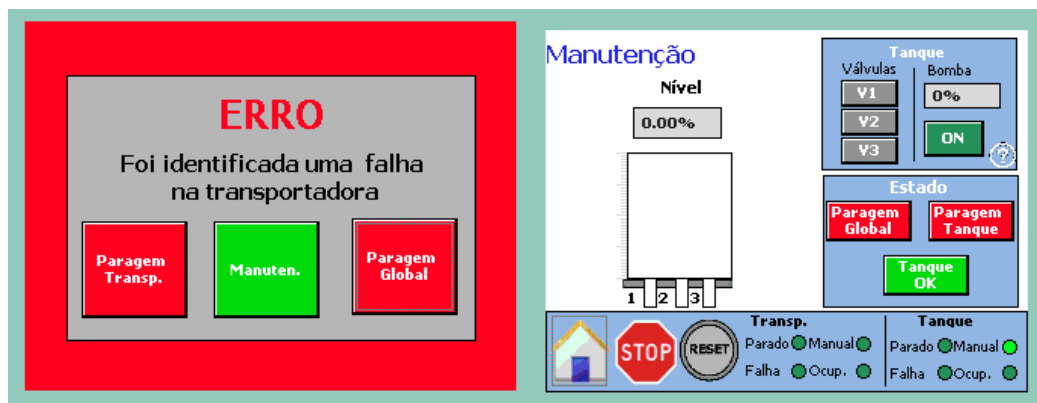 ERRO
Foi identificada uma falha
na transportadora
Paragem
Transp.
Manuten.
Paragem
Global
Manutenção
Nível
0.00%
1 2 3
Tanque
Válvulas
Bomba
V1
0%
V2
ON
V3
?
Estado
Paragem
Global
Paragem
Tanque
Tanque
OK
STOP
RESET
Transp.
Parado Manual
Falha Ocup.
Tanque
Parado Manual
Falha Ocup.